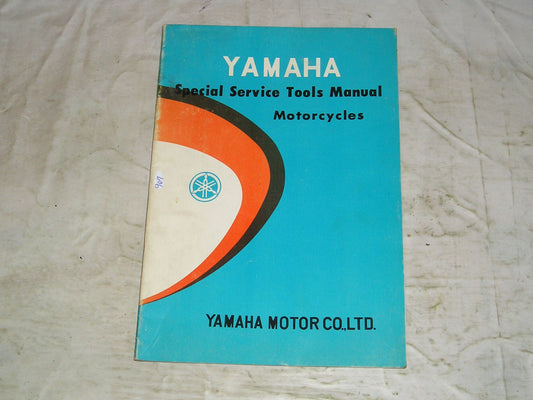 YAMAHA
Special Service Tools Manual
Motorcycles
YAMAHA MOTOR CO.,LTD.